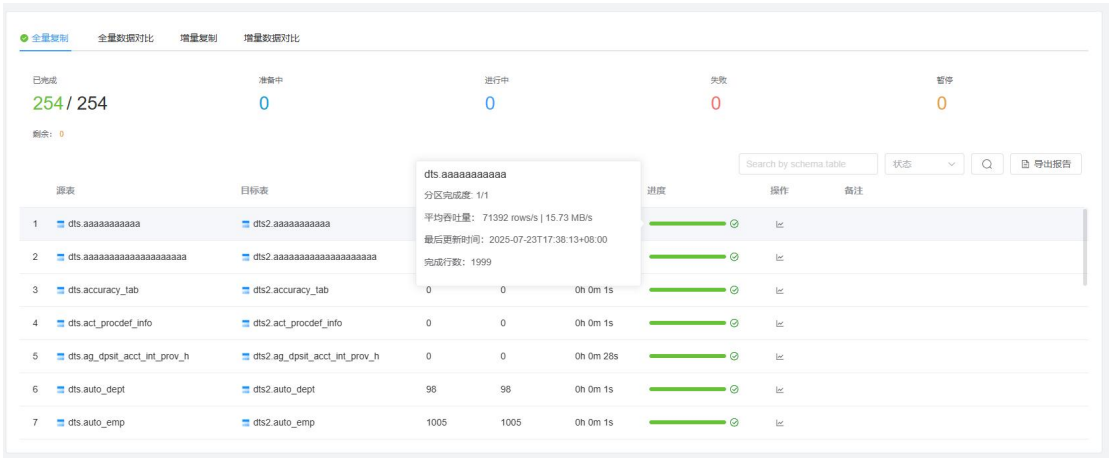 全量复制 全量数据对比 增量复制 增量数据对比
已完成 准备中 进行中 失败 暂停
254 / 254 0 0 0 0
剩余: 0
Search by schema.table 状态 导出报告
源表 目标表 进度 操作 备注
dts.aaaaaaaaaaa
分区完成度: 1/1
平均吞吐量: 71392 rows/s | 15.73 MB/s
最后更新时间: 2025-07-23T17:38:13+08:00
完成行数: 1999
1 dts.aaaaaaaaaaa dts2.aaaaaaaaaaa
2 dts.aaaaaaaaaaaaaaaaaaaaa dts2.aaaaaaaaaaaaaaaaaaaaa
3 dts.accuracy_tab dts2.accuracy_tab 0 0 0h 0m 1s
4 dts.act_procdef_info dts2.act_procdef_info 0 0 0h 0m 1s
5 dts.ag_dpsit_acct_int_prov_h dts2.ag_dpsit_acct_int_prov_h 0 0 0h 0m 28s
6 dts.auto_dept dts2.auto_dept 98 98 0h 0m 1s
7 dts.auto_emp dts2.auto_emp 1005 1005 0h 0m 1s